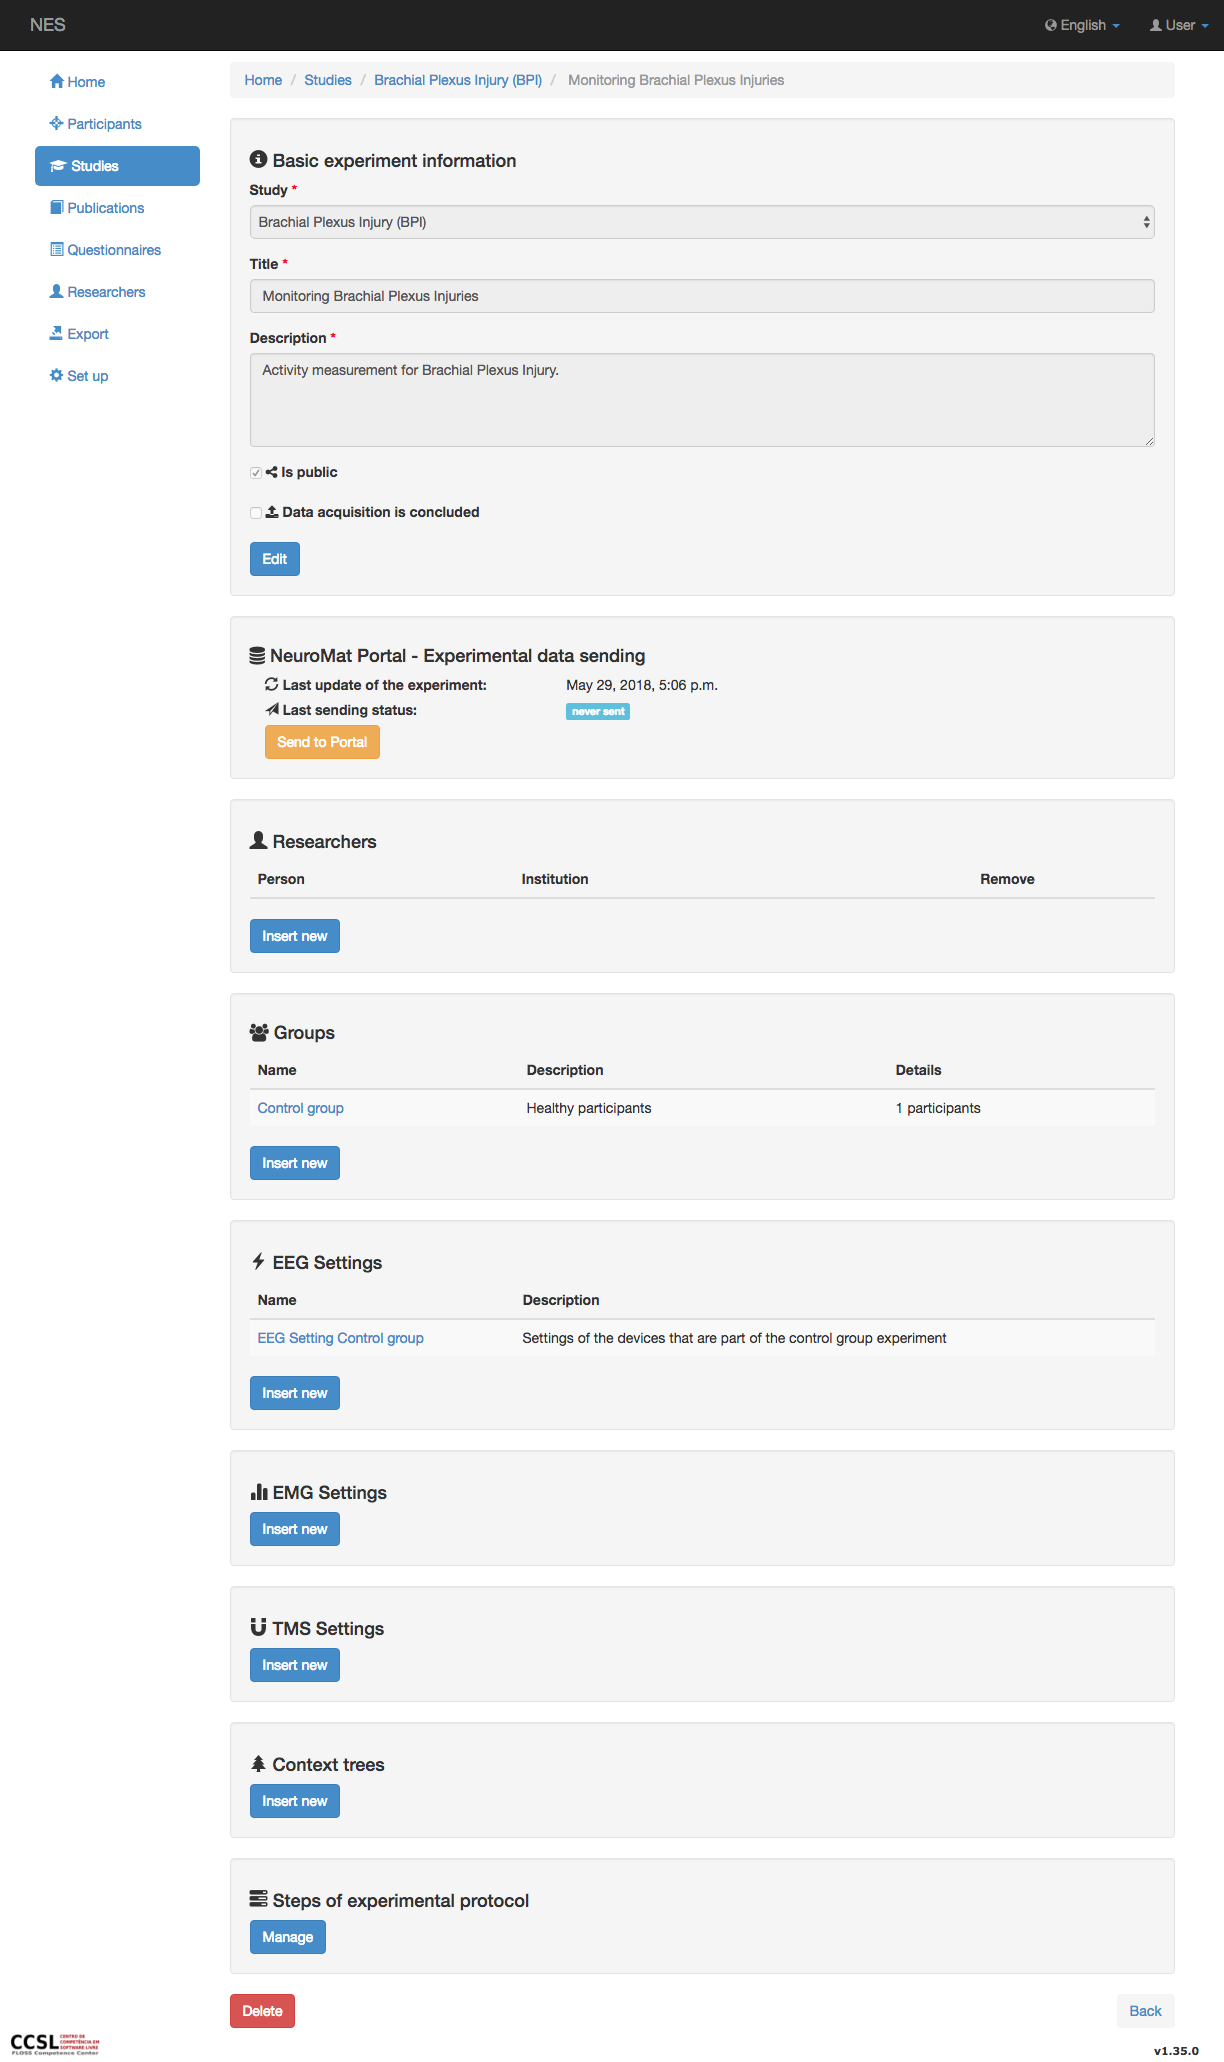 NES
English
User
Home
Participants
Studies
Publications
Questionnaires
Researchers
Export
Set up
Home / Studies / Brachial Plexus Injury (BPI) / Monitoring Brachial Plexus Injuries
Basic experiment information
Study *
Brachial Plexus Injury (BPI)
Title *
Monitoring Brachial Plexus Injuries
Description *
Activity measurement for Brachial Plexus Injury.
Is public
Data acquisition is concluded
Edit
NeuroMat Portal - Experimental data sending
Last update of the experiment: May 29, 2018, 5:06 p.m.
Last sending status: never sent
Send to Portal
Researchers
Person Institution Remove
Insert new
Groups
Name Description Details
Control group Healthy participants 1 participants
Insert new
EEG Settings
Name Description
EEG Setting Control group Settings of the devices that are part of the control group experiment
Insert new
EMG Settings
Insert new
TMS Settings
Insert new
Context trees
Insert new
Steps of experimental protocol
Manage
Delete
Back
CCSL
CENTRO DE
COMPETÊNCIA EM
SOFTWARE LIVRE
FLOSS Competence Center
v1.35.0